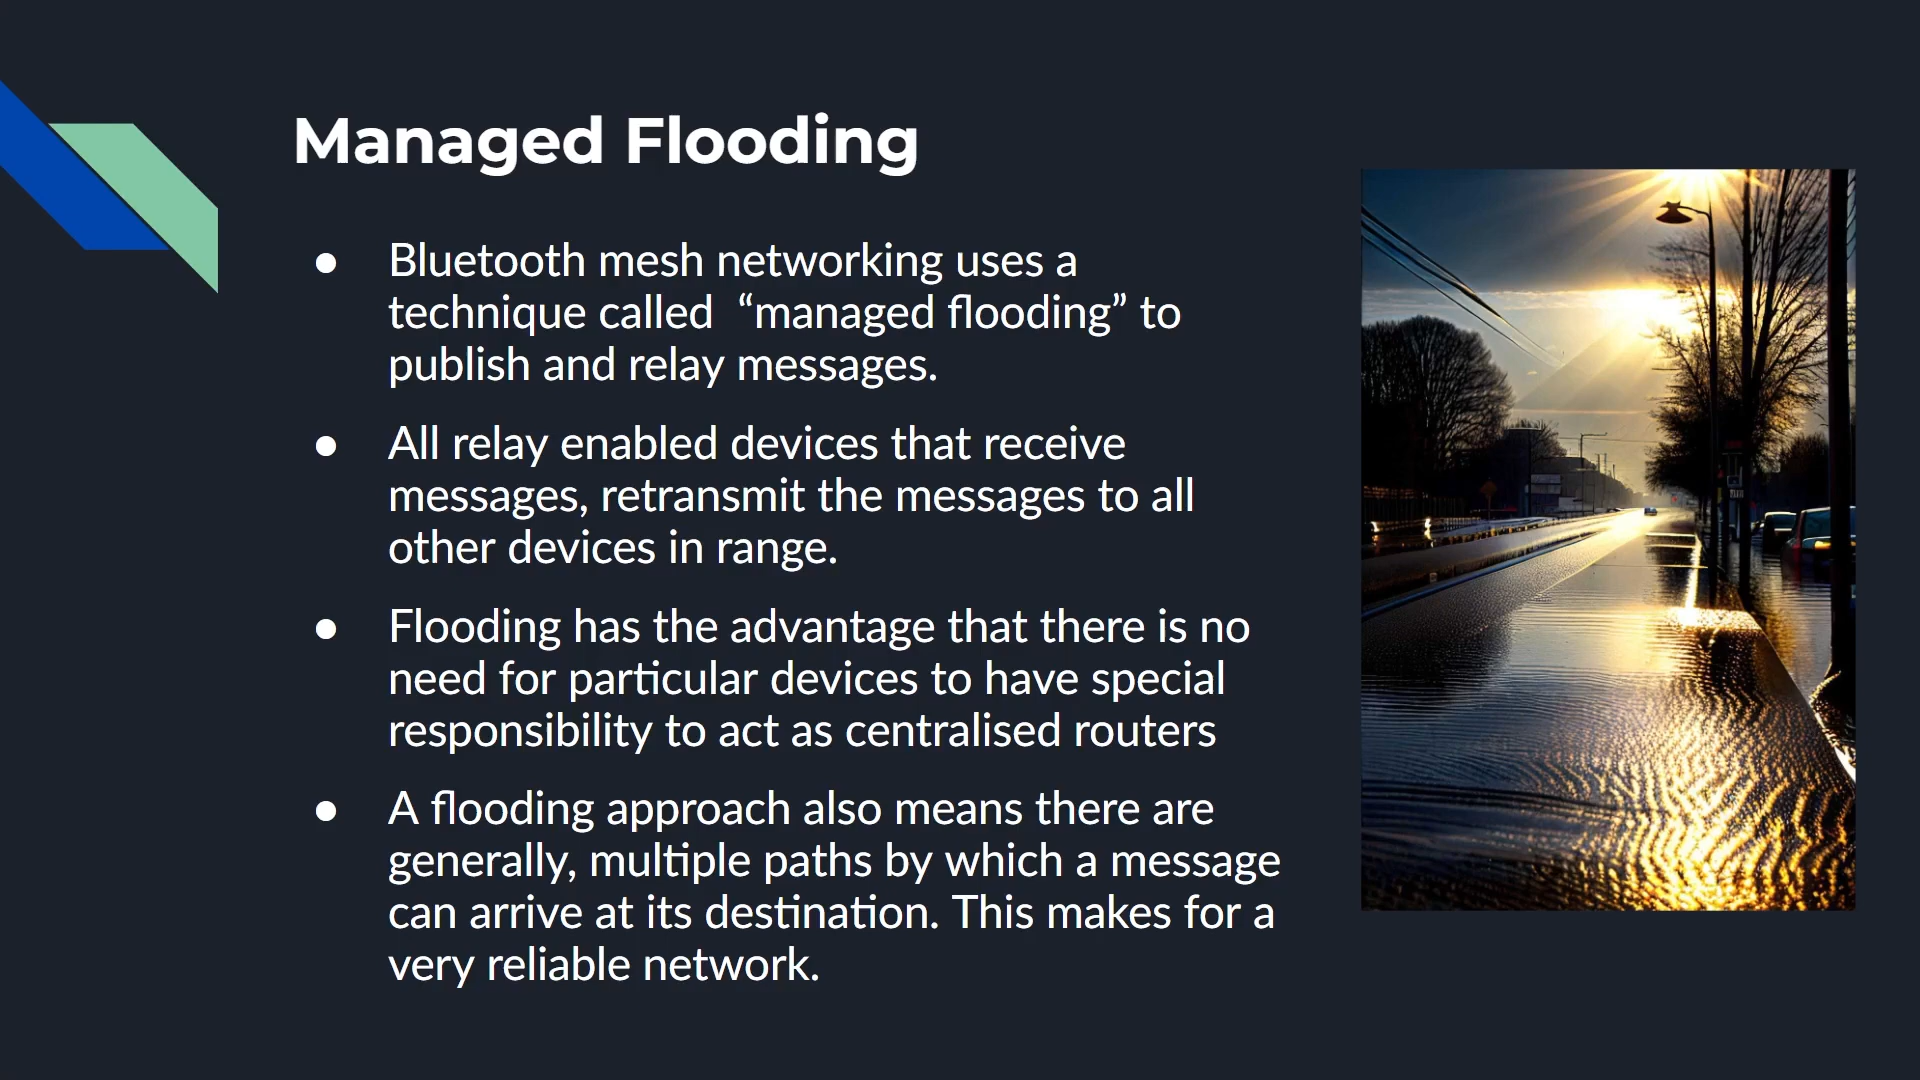 Managed Flooding
● Bluetooth mesh networking uses a
technique called  “managed flooding” to
publish and relay messages.
● All relay enabled devices that receive
messages, retransmit the messages to all
other devices in range.
● Flooding has the advantage that there is no
need for particular devices to have special
responsibility to act as centralised routers
● A flooding approach also means there are
generally, multiple paths by which a message
can arrive at its destination. This makes for a
very reliable network.